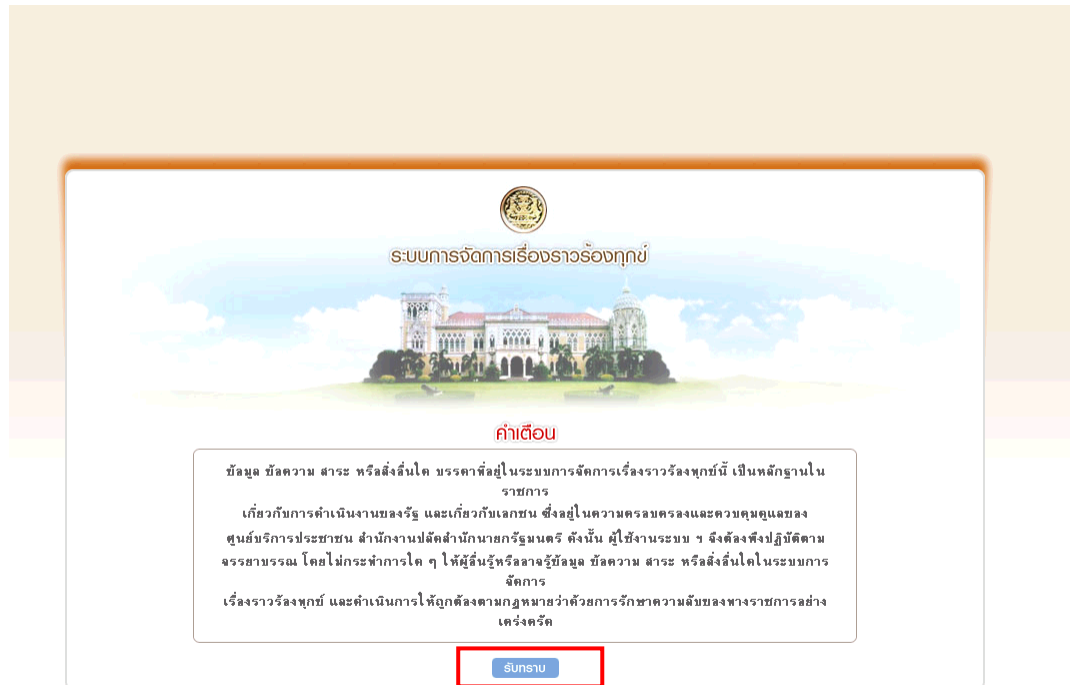 ระบบการจัดการเรื่องราวร้องทุกข์
คำเตือน
ข้อมูล ข้อความ สาระ หรือสิ่งอื่นใด บรรดาที่อยู่ในระบบการจัดการเรื่องราวร้องทุกข์นี้ เป็นหลักฐานใน
ราชการ
เกี่ยวกับการดำเนินงานของรัฐ และเกี่ยวกับเอกชน ซึ่งอยู่ในความครอบครองและควบคุมดูแลของ
ศูนย์บริการประชาชน สำนักงานปลัดสำนักนายกรัฐมนตรี ดังนั้น ผู้ใช้งานระบบ ฯ จึงต้องพึงปฏิบัติตาม
จรรยาบรรณ โดยไม่กระทำการใด ๆ ให้ผู้อื่นรู้หรืออาจรู้ข้อมูล ข้อความ สาระ หรือสิ่งอื่นใดในระบบการ
จัดการ
เรื่องราวร้องทุกข์ และดำเนินการให้ถูกต้องตามกฎหมายว่าด้วยการรักษาความลับของทางราชการอย่าง
เคร่งครัด
รับทราบ